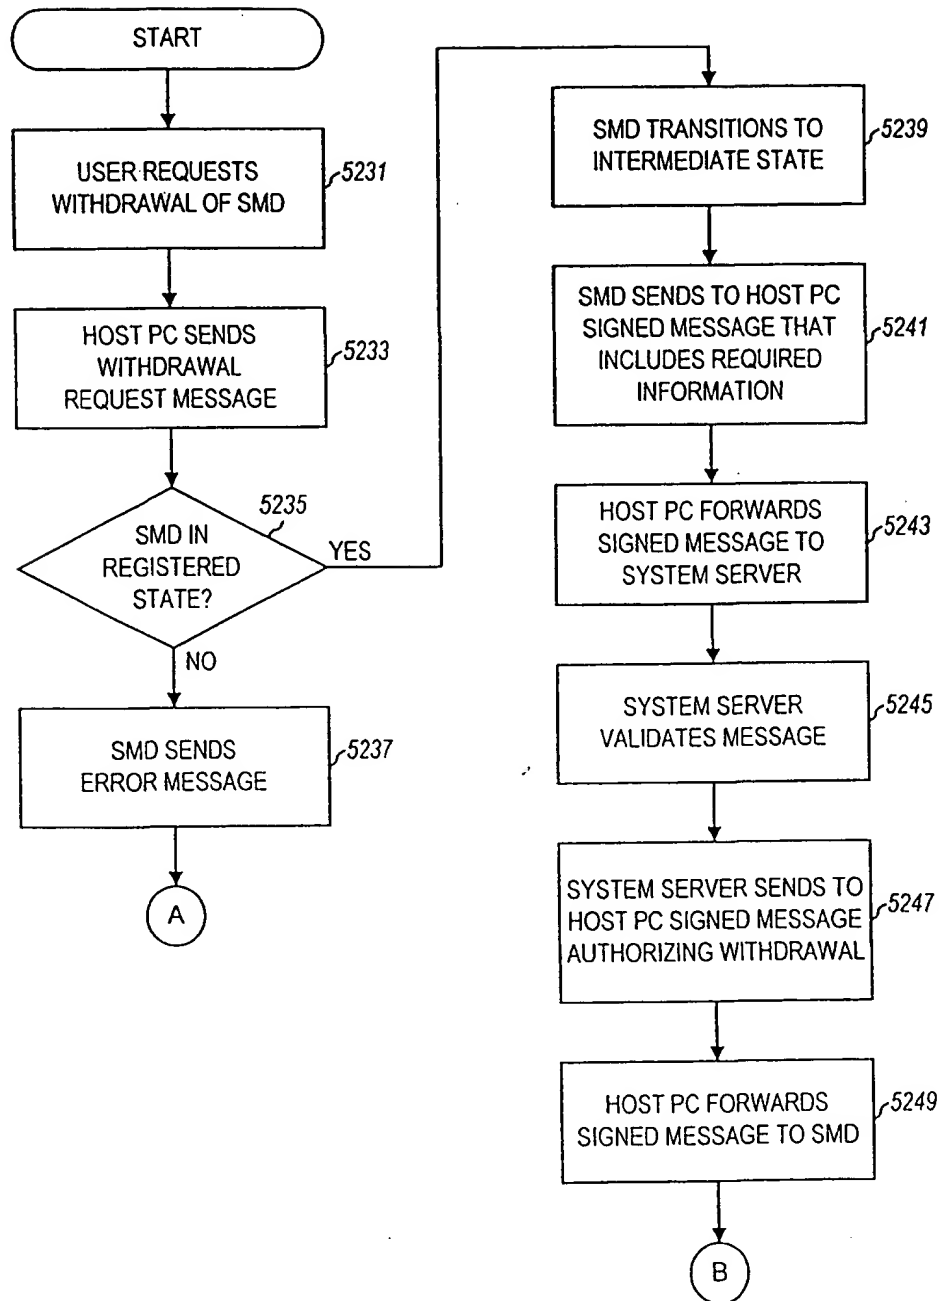 START
USER REQUESTS
WITHDRAWAL OF SMD
5231
HOST PC SENDS
WITHDRAWAL
REQUEST MESSAGE
5233
SMD IN
REGISTERED
STATE?
5235
YES
NO
SMD SENDS
ERROR MESSAGE
5237
A
SMD TRANSITIONS TO
INTERMEDIATE STATE
5239
SMD SENDS TO HOST PC
SIGNED MESSAGE THAT
INCLUDES REQUIRED
INFORMATION
5241
HOST PC FORWARDS
SIGNED MESSAGE TO
SYSTEM SERVER
5243
SYSTEM SERVER
VALIDATES MESSAGE
5245
SYSTEM SERVER SENDS TO
HOST PC SIGNED MESSAGE
AUTHORIZING WITHDRAWAL
5247
HOST PC FORWARDS
SIGNED MESSAGE TO SMD
5249
B